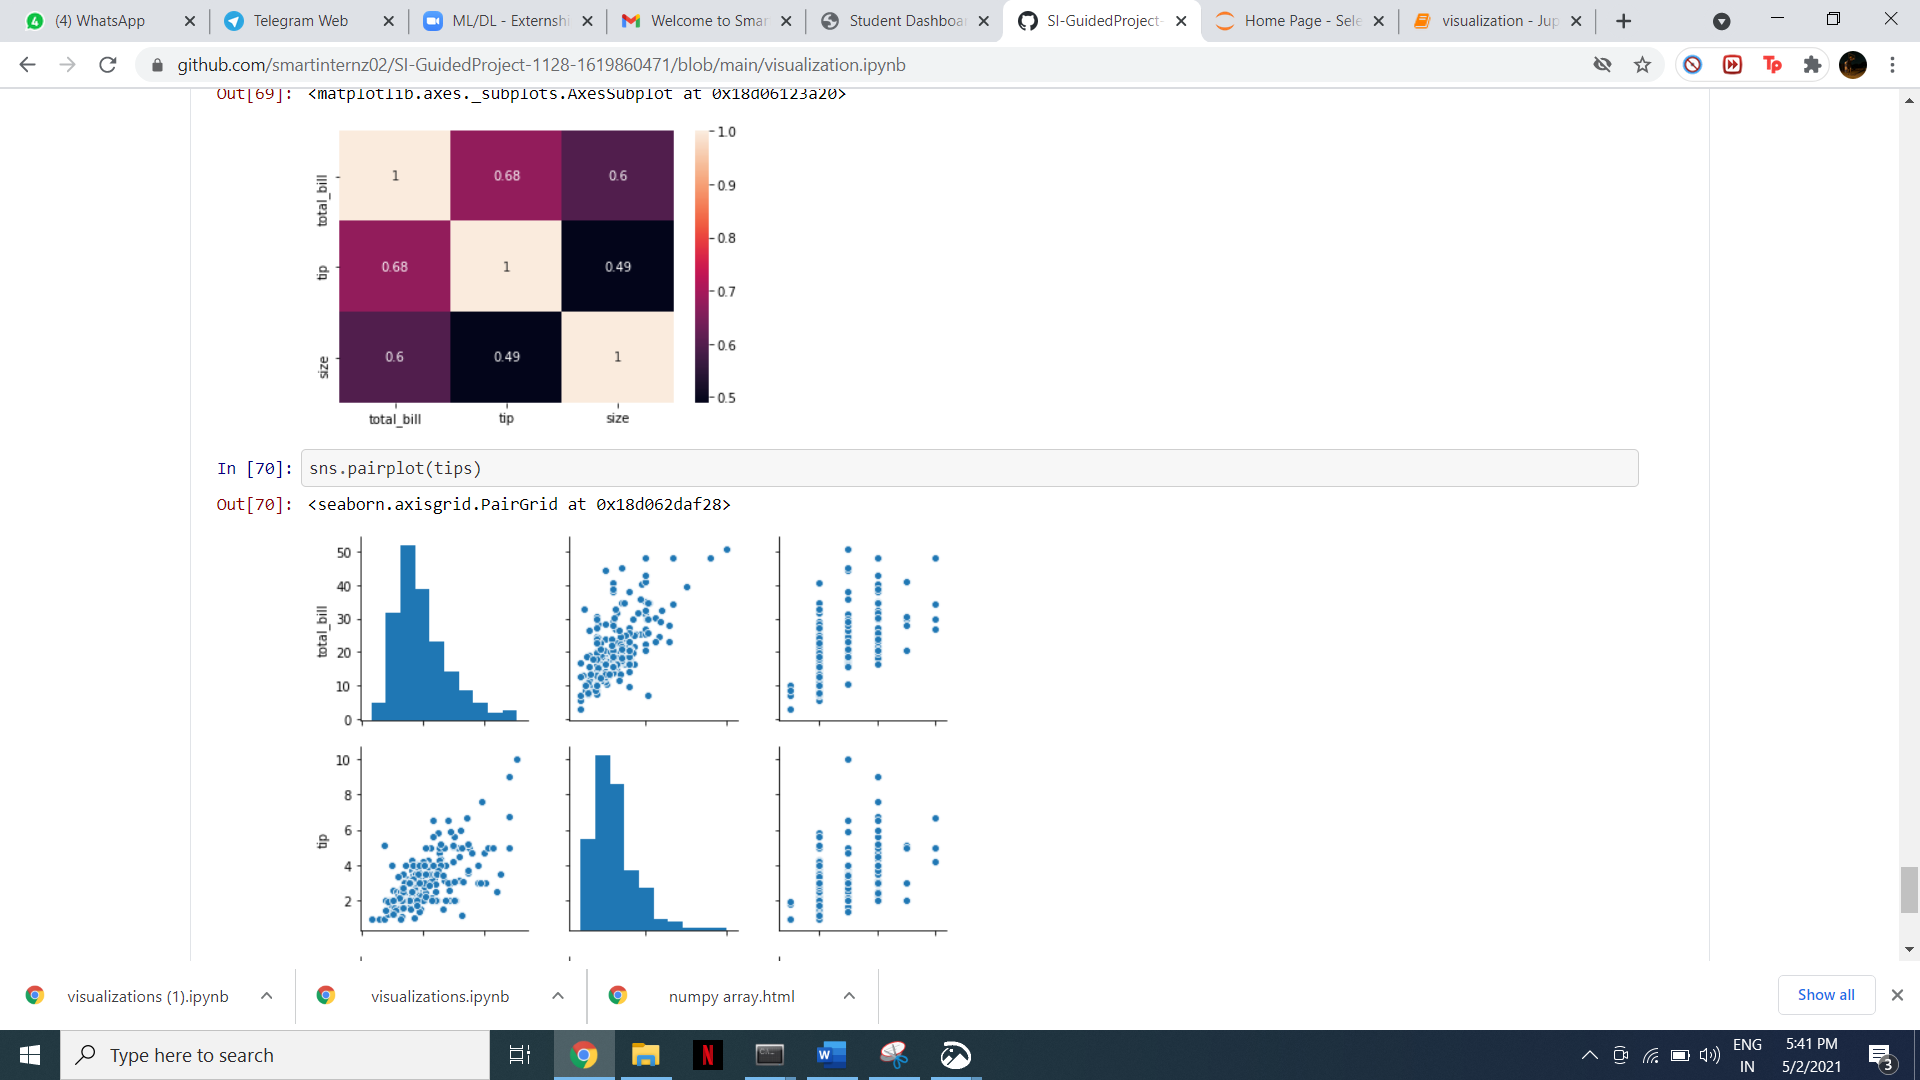 (4) WhatsApp
Telegram Web
ML/DL - Externshi
Welcome to Smar
Student Dashboar
SI-GuidedProject-
Home Page - Sele
visualization - Jup
github.com/smartinternz02/SI-GuidedProject-1128-1619860471/blob/main/visualization.ipynb
Tp
Out[69]: <matplotlib.axes._subplots.AxesSubplot at 0x18d06123a20>
total_bill 1 0.68 0.6
tip 0.68 1 0.49
size 0.6 0.49 1
total_bill tip size
1.0
0.9
0.8
0.7
0.6
0.5
In [70]: sns.pairplot(tips)
Out[70]: <seaborn.axisgrid.PairGrid at 0x18d062daf28>
total_bill
50
40
30
20
10
0
tip
10
8
6
4
2
visualizations (1).ipynb
visualizations.ipynb
numpy array.html
Show all
Type here to search
N
W
ENG
IN
5:41 PM
5/2/2021
3